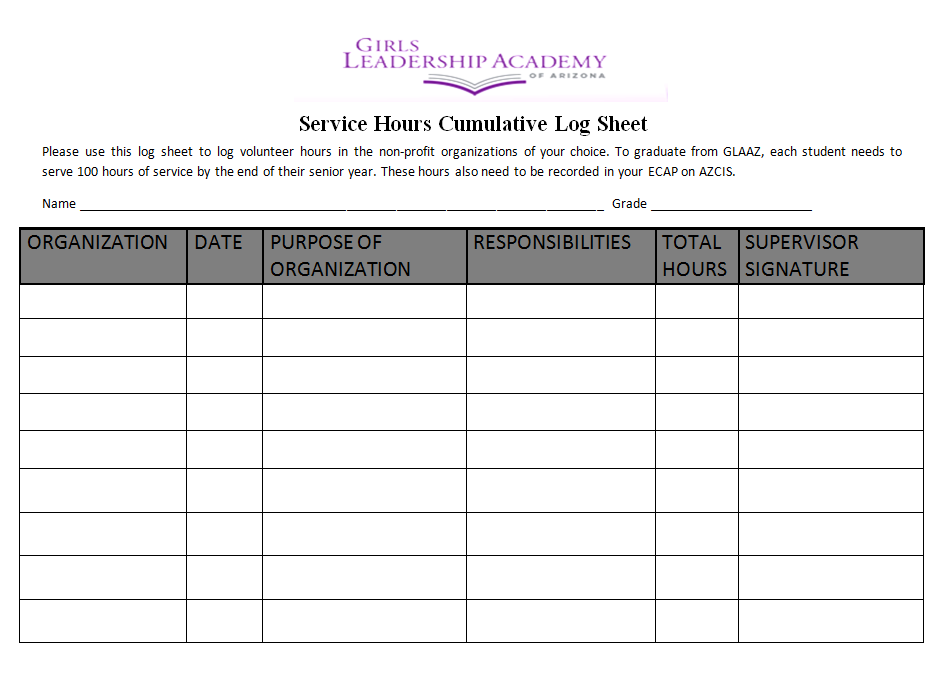 GIRLS
LEADERSHIP ACADEMY
OF ARIZONA
Service Hours Cumulative Log Sheet
Please use this log sheet to log volunteer hours in the non-profit organizations of your choice. To graduate from GLAAZ, each student needs to
serve 100 hours of service by the end of their senior year. These hours also need to be recorded in your ECAP on AZCIS.
Name ______________________________ Grade ______________
ORGANIZATION DATE PURPOSE OF RESPONSIBILITIES TOTAL SUPERVISOR
ORGANIZATION HOURS SIGNATURE